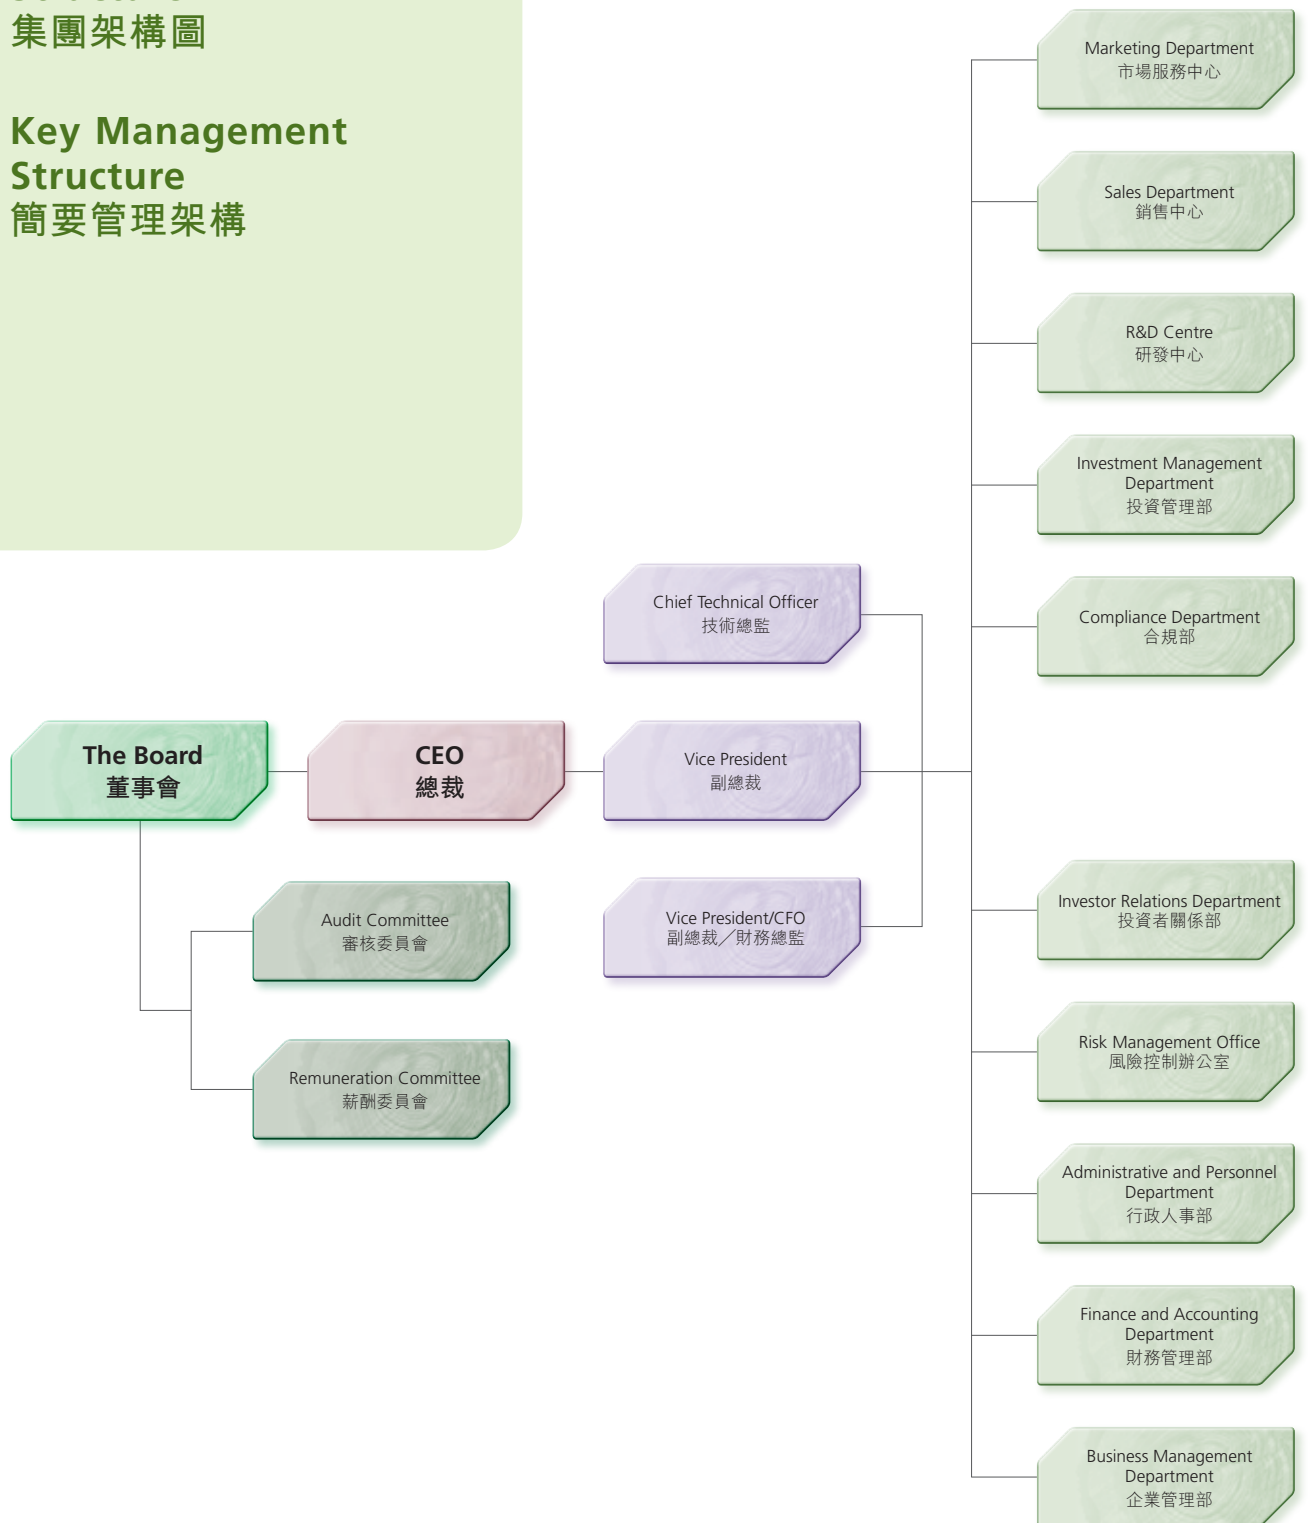 集團架構圖
Key Management
Structure
簡要管理架構
Marketing Department
市場服務中心
Sales Department
銷售中心
R&D Centre
研發中心
Investment Management
Department
投資管理部
Compliance Department
合規部
Chief Technical Officer
技術總監
The Board
董事會
CEO
總裁
Vice President
副總裁
Vice President/CFO
副總裁／財務總監
Audit Committee
審核委員會
Remuneration Committee
薪酬委員會
Investor Relations Department
投資者關係部
Risk Management Office
風險控制辦公室
Administrative and Personnel
Department
行政人事部
Finance and Accounting
Department
財務管理部
Business Management
Department
企業管理部